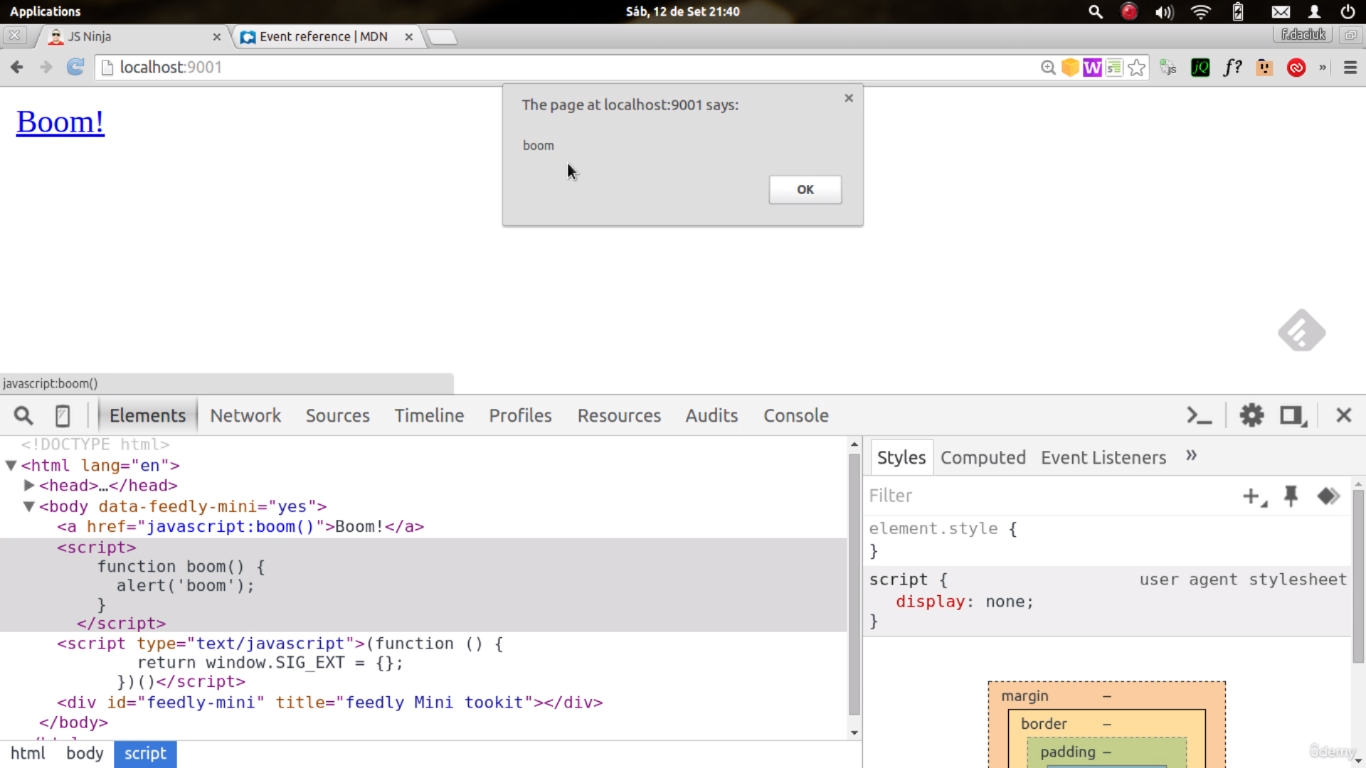 Applications
Sáb, 12 de Set 21:40
JS Ninja
Event reference | MDN
f.daciuk
localhost:9001
W
js
JQ
f?
»
Boom!
The page at localhost:9001 says:
boom
OK
javascript:boom()
Elements Network Sources Timeline Profiles Resources Audits Console
<!DOCTYPE html>
<html lang="en">
<head>…</head>
<body data-feedly-mini="yes">
<a href="javascript:boom()">Boom!</a>
<script>
function boom() {
alert('boom');
}
</script>
<script type="text/javascript">(function () {
return window.SIG_EXT = {};
})()</script>
<div id="feedly-mini" title="feedly Mini tookit"></div>
</body>
html body script
Styles Computed Event Listeners »
Filter
element.style {
}
script { user agent stylesheet
display: none;
}
margin –
border –
padding –
Udemy